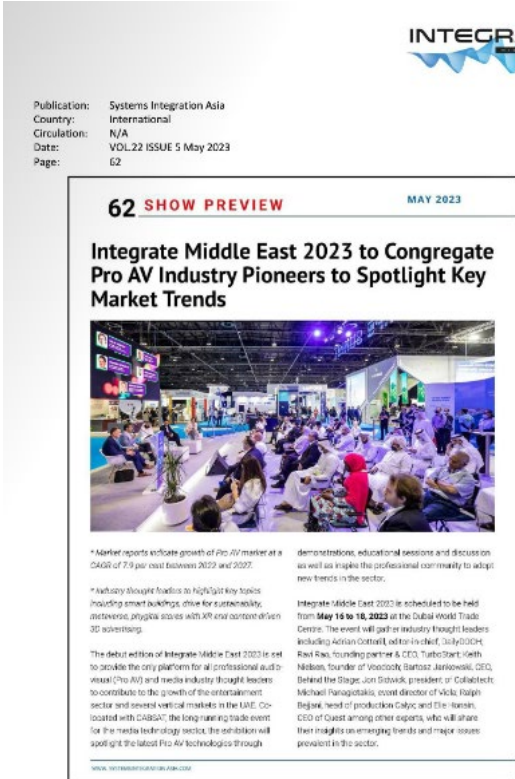 INTEGR
Publication: Systems Integration Asia
Country: International
Circulation: N/A
Date: VOL.22 ISSUE 5 May 2023
Page: 62
62 SHOW PREVIEW
MAY 2023
Integrate Middle East 2023 to Congregate
Pro AV Industry Pioneers to Spotlight Key
Market Trends
* Market reports indicate growth of Pro AV market at a
CAGR of 7.9 per cent between 2022 and 2027.
* Industry thought leaders to highlight key topics
including smart buildings, drive for sustainability,
metaverse, phygital stores with XR and content-driven
3D advertising.
The debut edition of Integrate Middle East 2023 is set
to provide the only platform for all professional audio-
visual (Pro AV) and media industry thought leaders
to contribute to the growth of the entertainment
sector and several vertical markets in the UAE. Co-
located with CABSAT, the long-running trade event
for the media technology sector, the exhibition will
spotlight the latest Pro AV technologies through
demonstrations, educational sessions and discussion
as well as inspire the professional community to adopt
new trends in the sector.
Integrate Middle East 2023 is scheduled to be held
from May 16 to 18, 2023 at the Dubai World Trade
Centre. The event will gather industry thought leaders
including Adrian Cotterill, editor-in-chief, DailyDOOH;
Ravi Rao, founding partner & CEO, TurboStart; Keith
Nielsen, founder of Voodooh; Bartosz Jankowski, CEO,
Behind the Stage; Jon Sidwick, president of Collabtech;
Michael Panagiotakis, event director of Viola; Ralph
Bejjani, head of production Calyx; and Elie Honain,
CEO of Quest among other experts, who will share
their insights on emerging trends and major issues
prevalent in the sector.
WWW.SYSTEMSINTEGRATIONASIA.COM